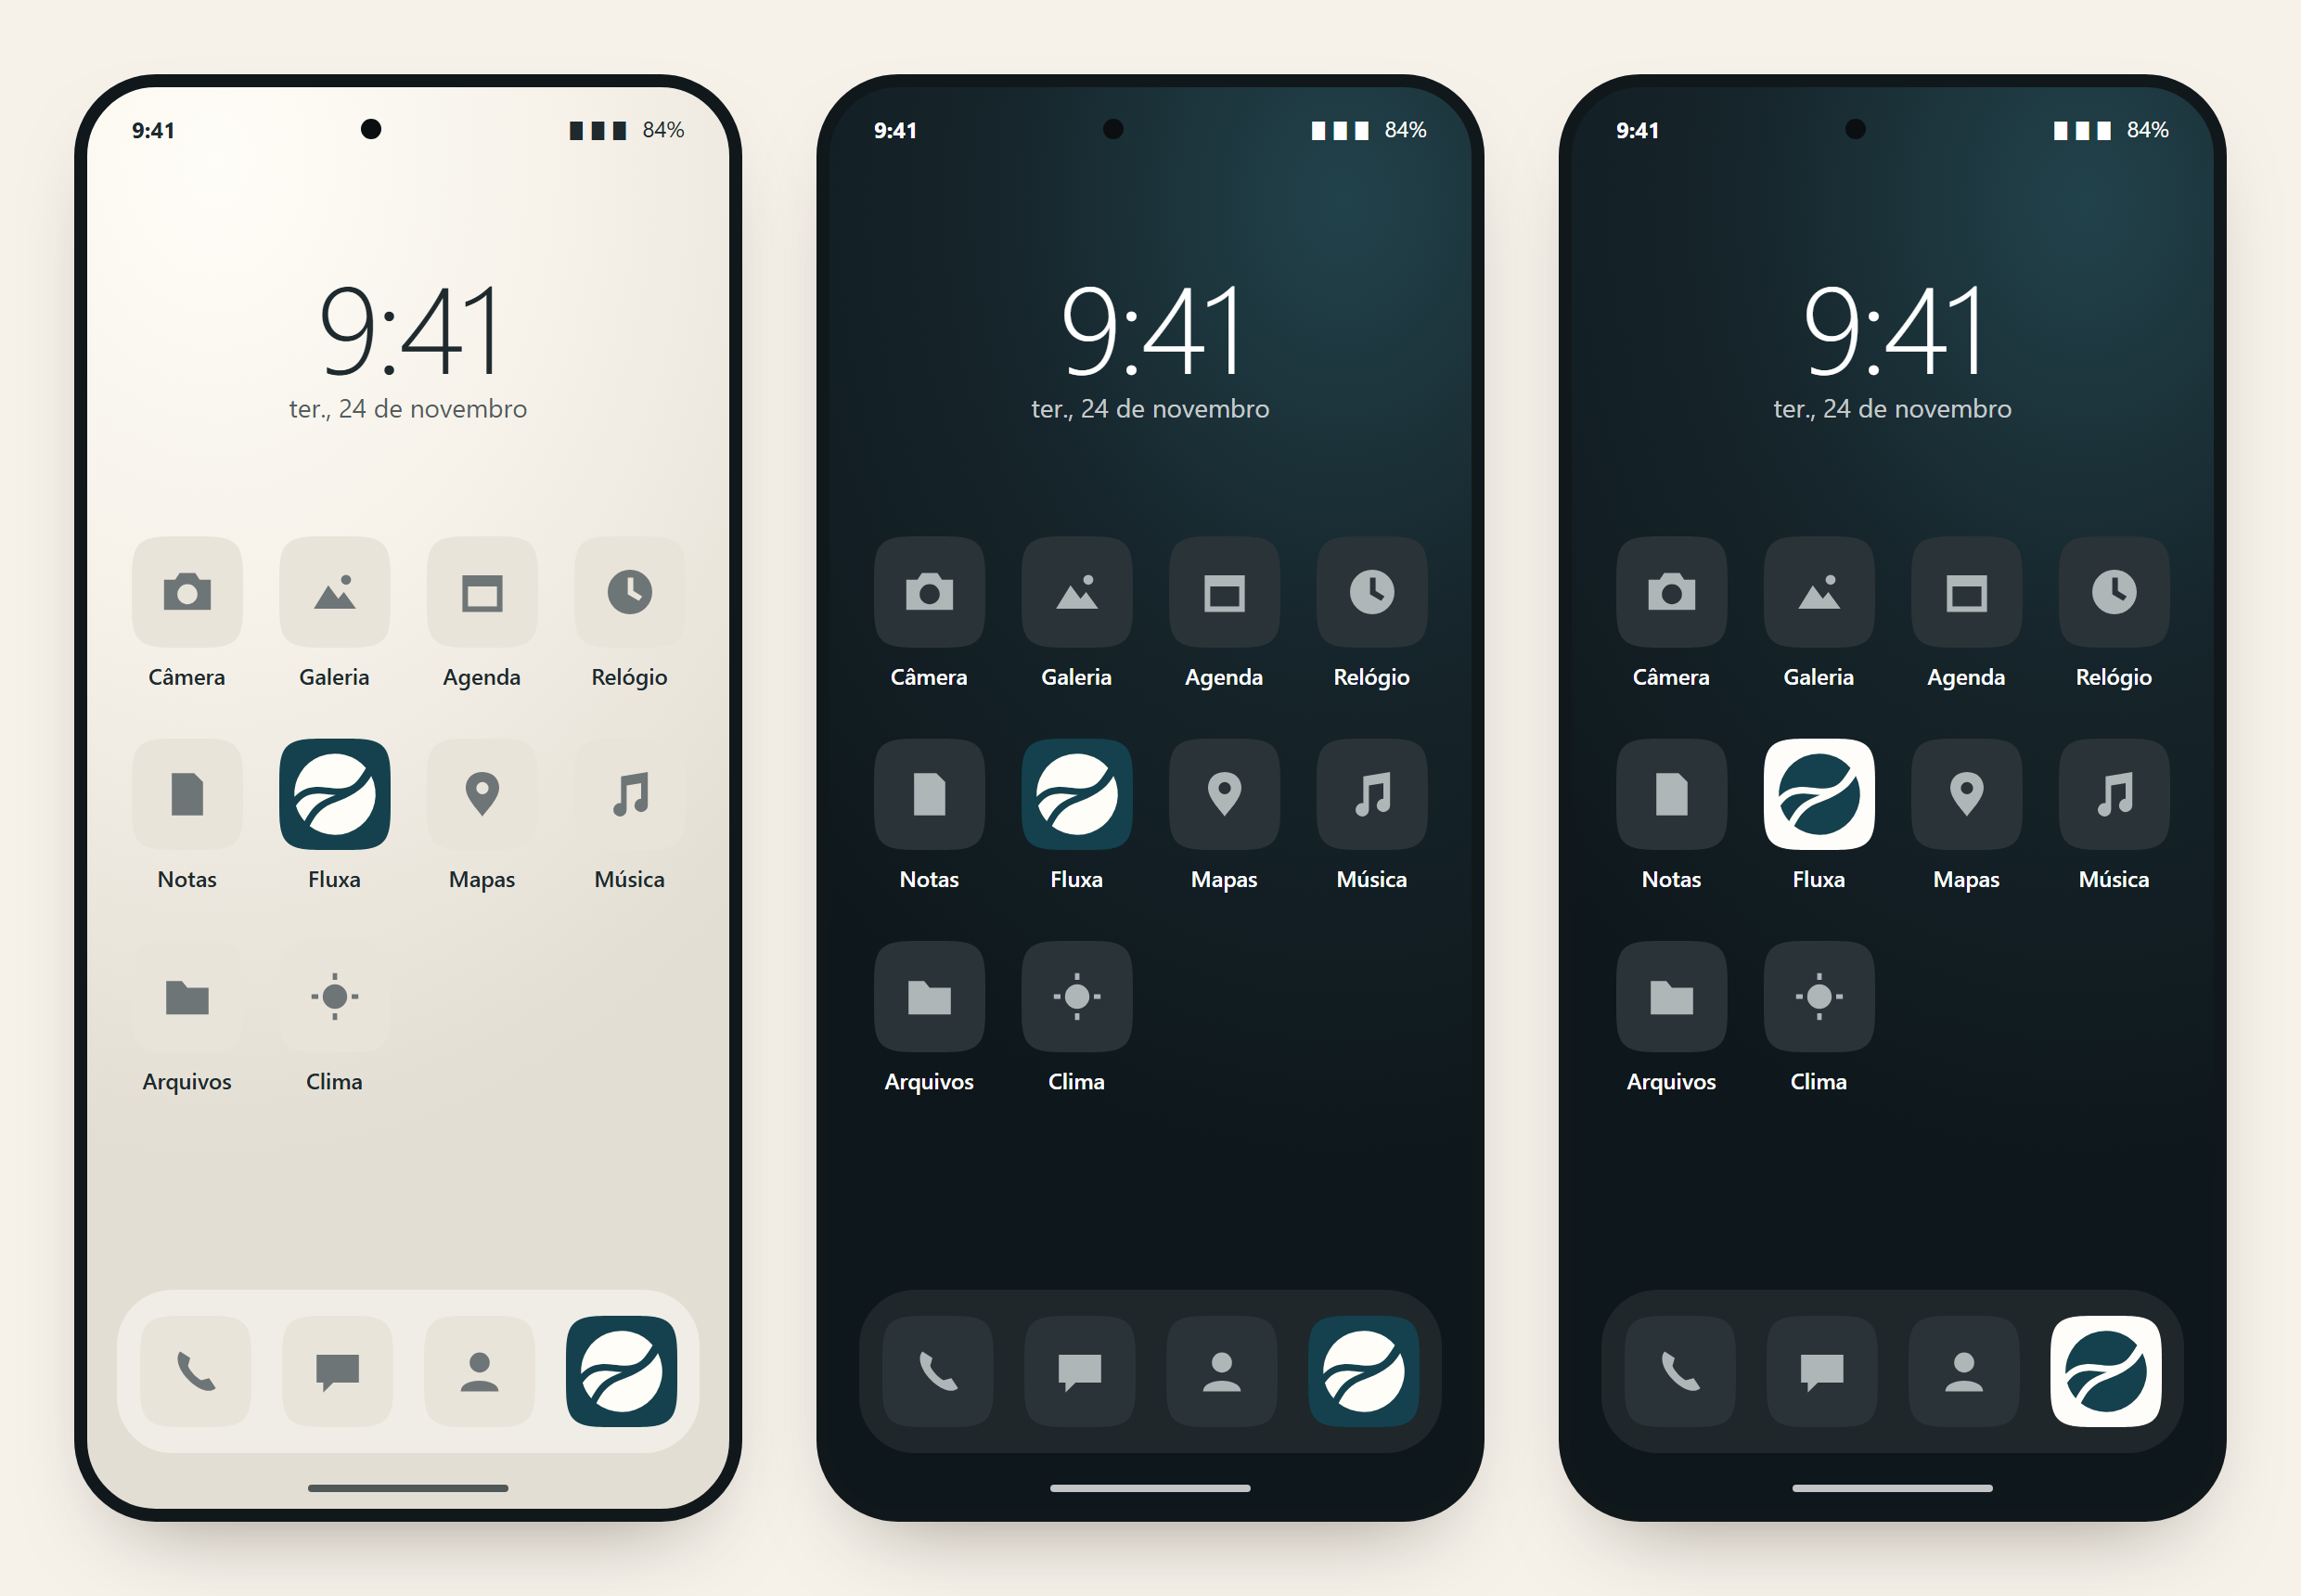 9:41 84%
9:41
ter., 24 de novembro
Câmera Galeria Agenda Relógio
Notas Fluxa Mapas Música
Arquivos Clima
9:41 84%
9:41
ter., 24 de novembro
Câmera Galeria Agenda Relógio
Notas Fluxa Mapas Música
Arquivos Clima
9:41 84%
9:41
ter., 24 de novembro
Câmera Galeria Agenda Relógio
Notas Fluxa Mapas Música
Arquivos Clima